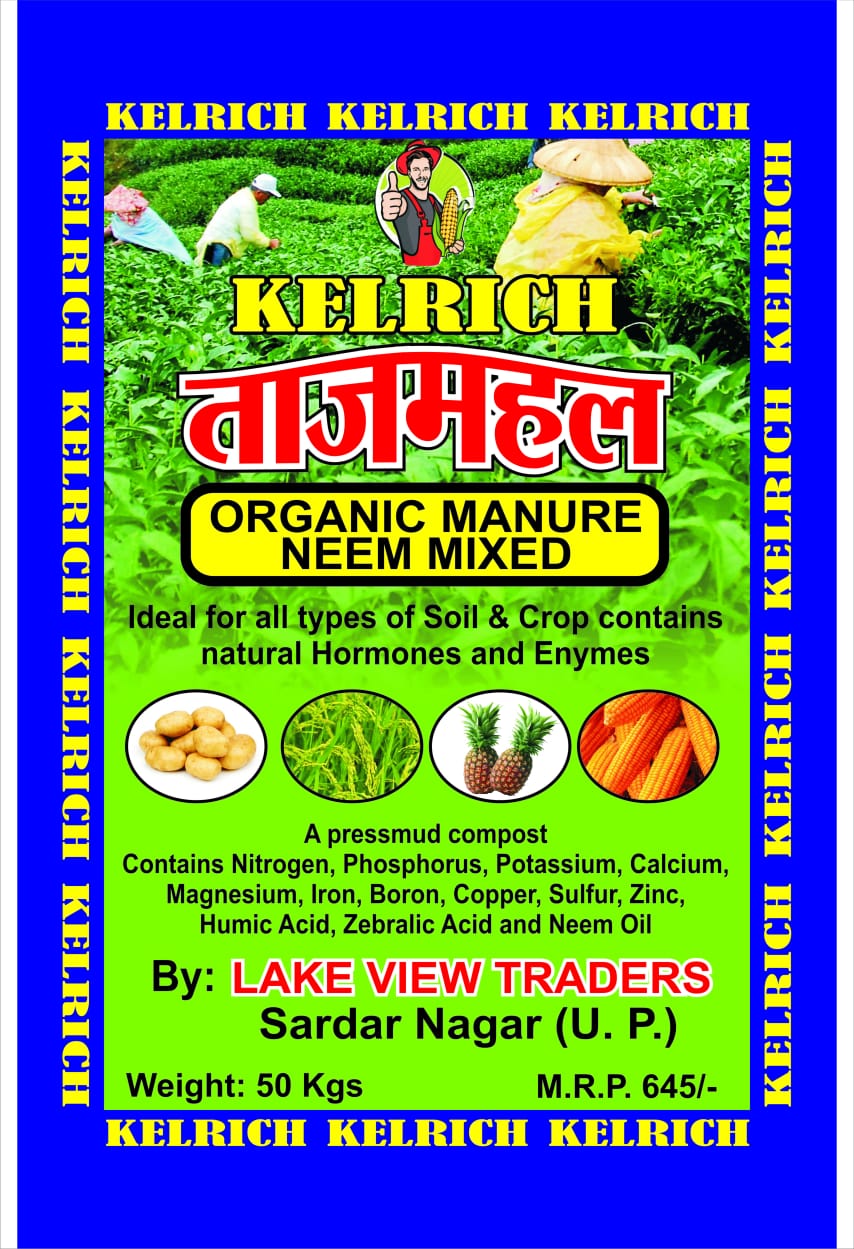 KELRICH KELRICH KELRICH
KELRICH KELRICH KELRICH KELRICH
KELRICH KELRICH KELRICH KELRICH
KELRICH
ताजमहल
ORGANIC MANURE
NEEM MIXED
Ideal for all types of Soil & Crop contains
natural Hormones and Enymes
A pressmud compost
Contains Nitrogen, Phosphorus, Potassium, Calcium,
Magnesium, Iron, Boron, Copper, Sulfur, Zinc,
Humic Acid, Zebralic Acid and Neem Oil
By: LAKE VIEW TRADERS
Sardar Nagar (U. P.)
Weight: 50 Kgs M.R.P. 645/-
KELRICH KELRICH KELRICH